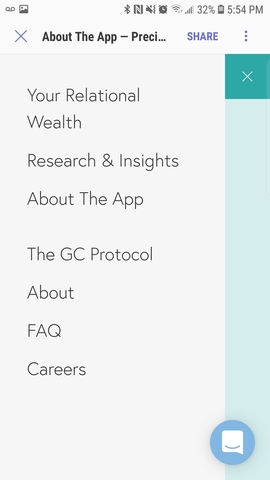 32% 5:54 PM
About The App — Preci... SHARE
Your Relational
Wealth
Research & Insights
About The App
The GC Protocol
About
FAQ
Careers